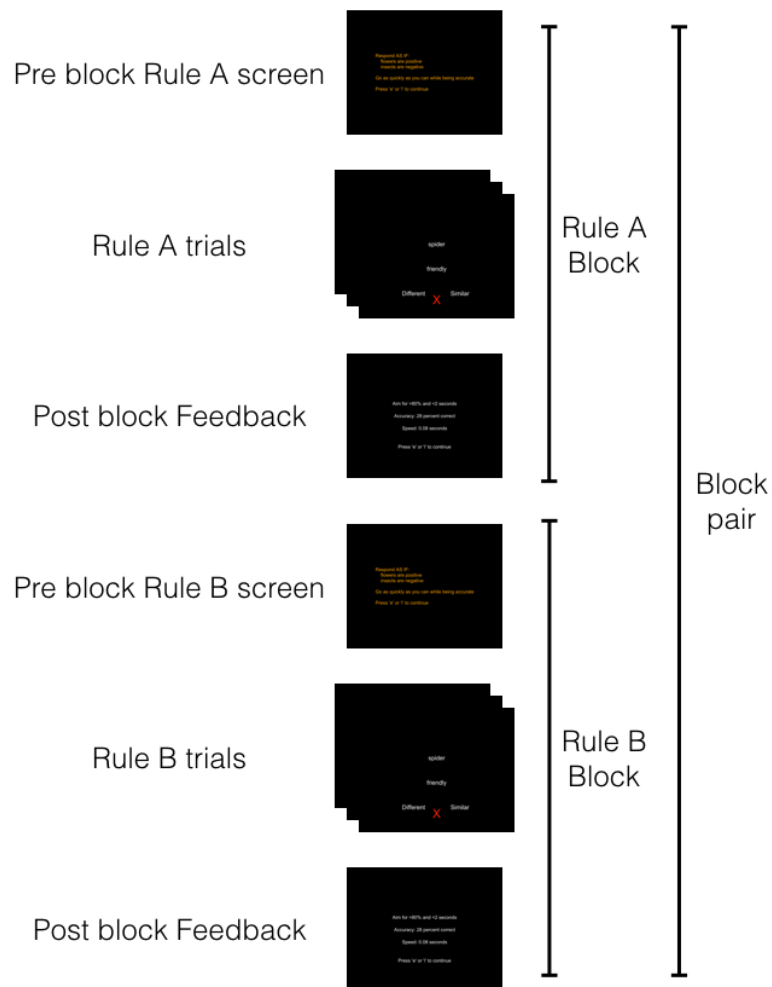 Pre block Rule A screen
Respond AS IF:
flowers are positive
insects are negative
Go as quickly as you can while being accurate
Press 'e' or 'i' to continue
Rule A trials
spider
friendly
Different X Similar
Rule A
Block
Post block Feedback
Aim for >80% and <2 seconds
Accuracy: 28 percent correct
Speed: 0.08 seconds
Press 'e' or 'i' to continue
Block
pair
Pre block Rule B screen
Respond AS IF:
flowers are positive
insects are negative
Go as quickly as you can while being accurate
Press 'e' or 'i' to continue
Rule B trials
spider
friendly
Different X Similar
Rule B
Block
Post block Feedback
Aim for >80% and <2 seconds
Accuracy: 28 percent correct
Speed: 0.08 seconds
Press 'e' or 'i' to continue